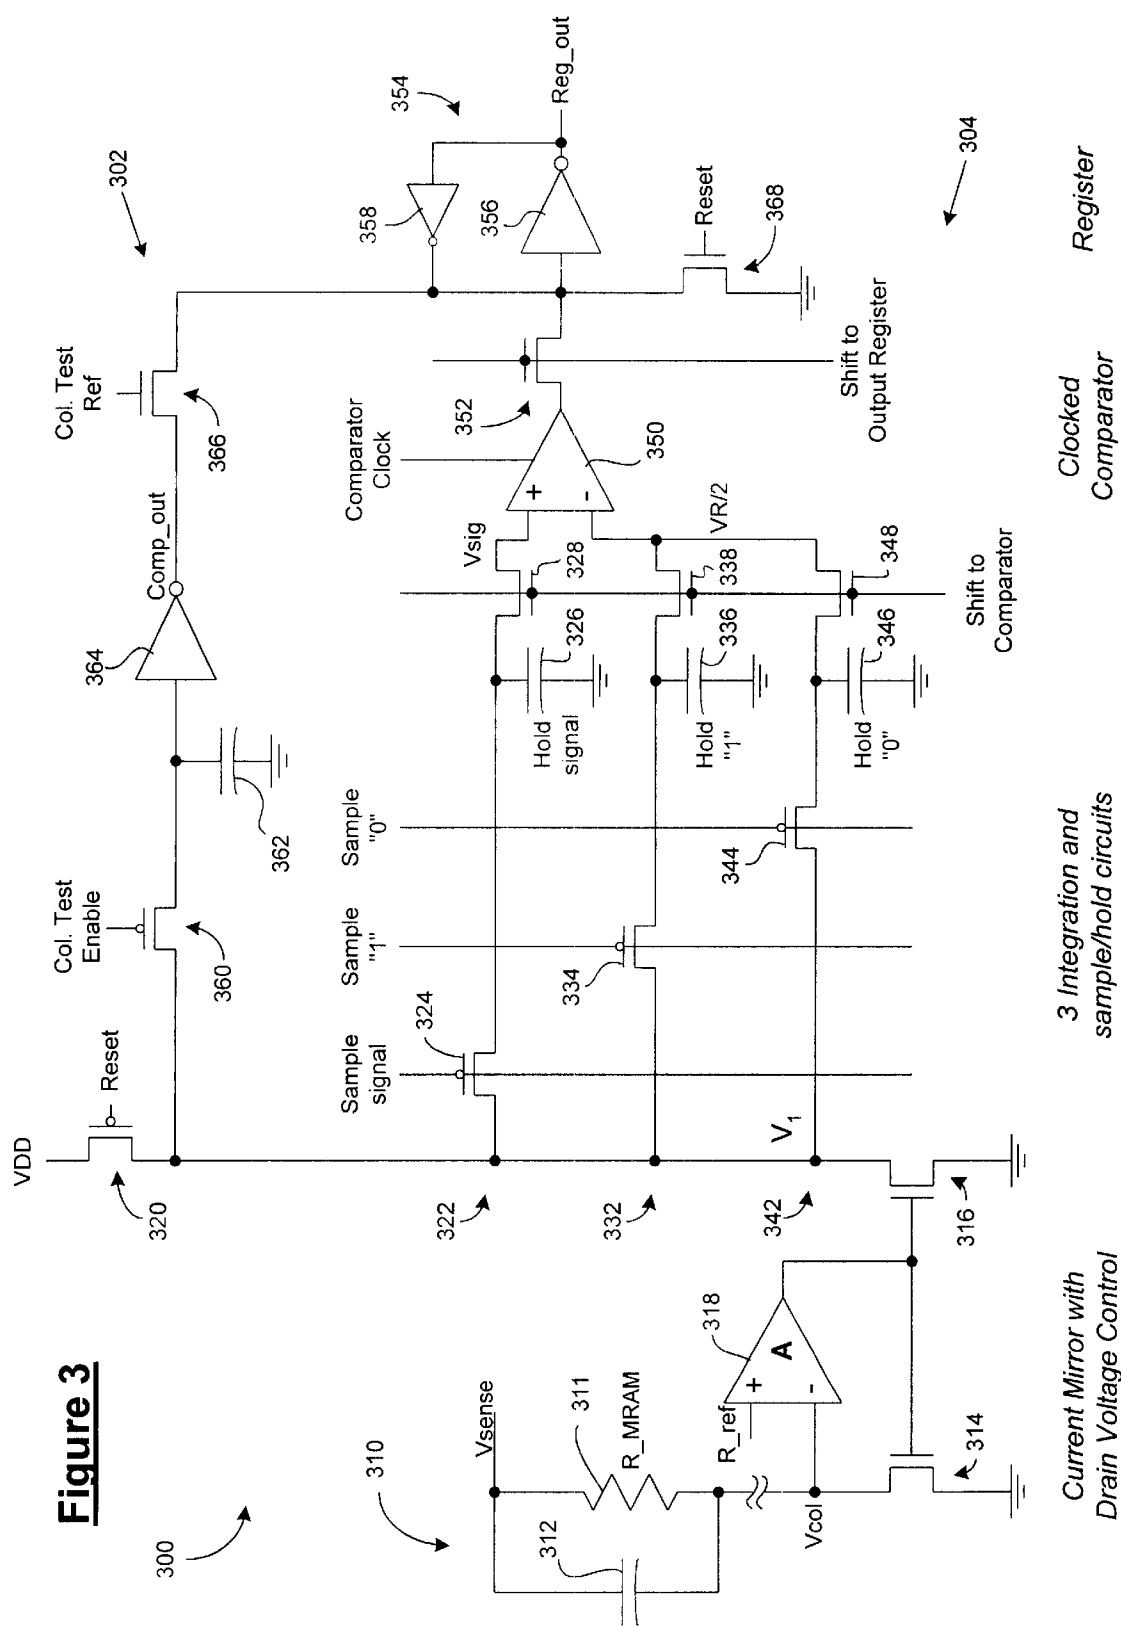 Figure 3
300
302
304
VDD
Reset
320
Col. Test
Enable
360
362
364
Comp_out
Col. Test
Ref
366
354
358
356
Reg_out
Reset
368
Sample
signal
324
Sample
"1"
334
Sample
"0"
344
Hold
signal
326
328
Hold
"1"
336
338
Hold
"0"
346
348
Vsig
VR/2
Comparator
Clock
+
-
350
352
Shift to
Comparator
Shift to
Output Register
322
332
342
V1
316
310
Vsense
311
R_MRAM
312
R_ref
+
-
A
318
Vcol
314
Current Mirror with
Drain Voltage Control
3 Integration and
sample/hold circuits
Clocked
Comparator
Register